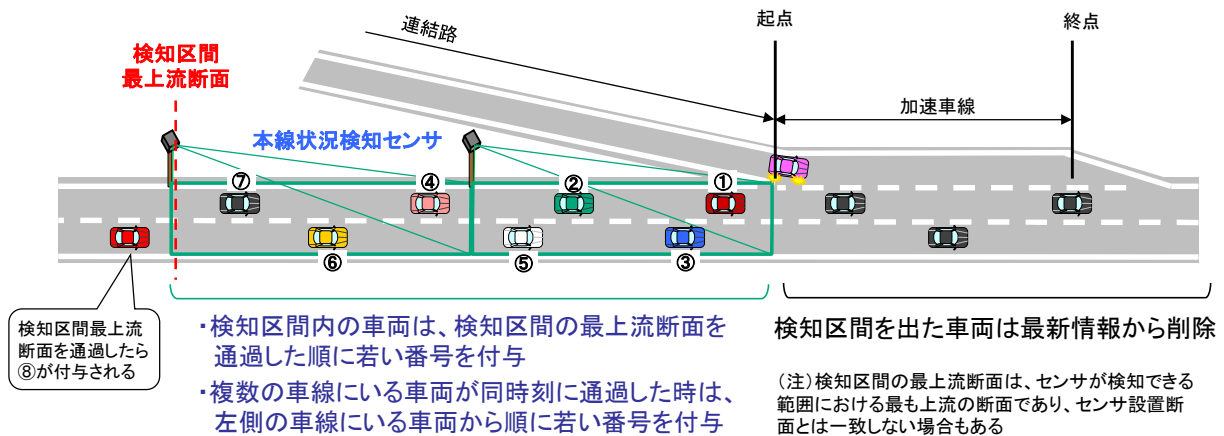 起点
終点
連結路
検知区間
最上流断面
加速車線
本線状況検知センサ
⑦
④
②
①
⑥
⑤
③
検知区間最上流
断面を通過したら
⑧が付与される
・検知区間内の車両は、検知区間の最上流断面を
通過した順に若い番号を付与
・複数の車線にいる車両が同時刻に通過した時は、
左側の車線にいる車両から順に若い番号を付与
検知区間を出た車両は最新情報から削除
（注）検知区間の最上流断面は、センサが検知できる
範囲における最も上流の断面であり、センサ設置断
面とは一致しない場合もある